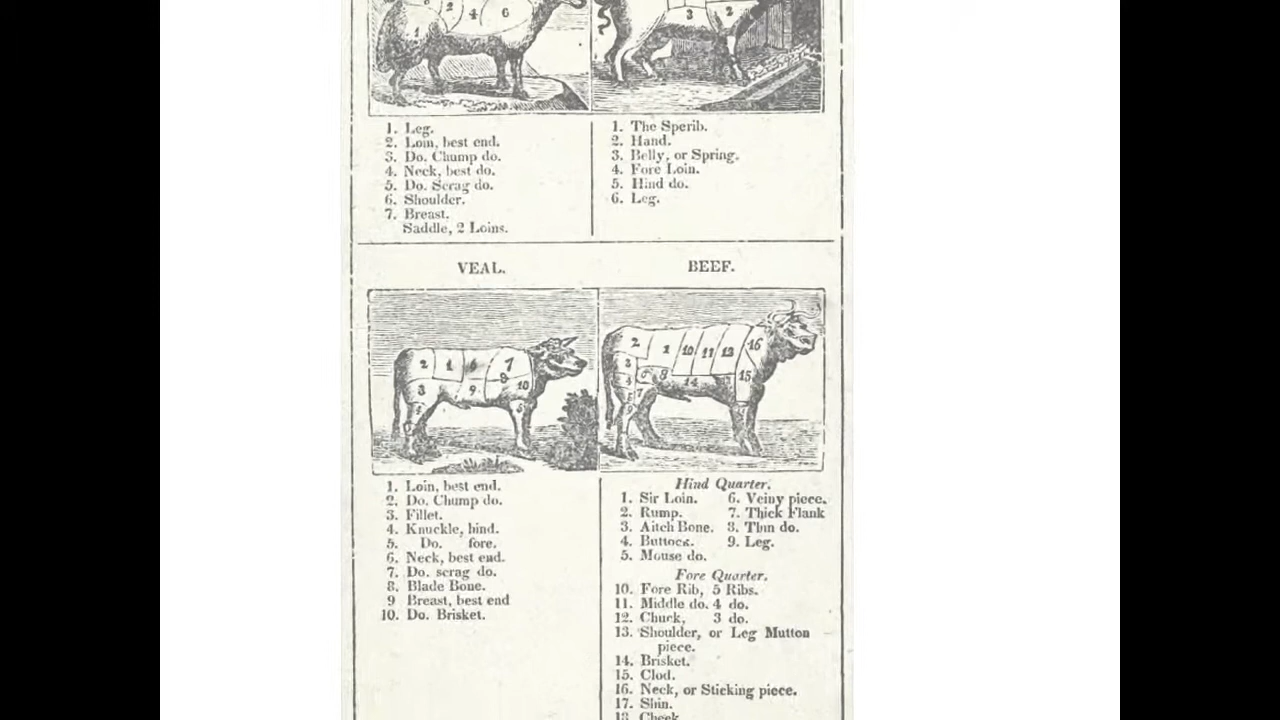 1. Leg.
2. Loin, best end.
3. Do. Chump do.
4. Neck, best do.
5. Do. Scrag do.
6. Shoulder.
7. Breast.
Saddle, 2 Loins.
1. The Sperib.
2. Hand.
3. Belly, or Spring.
4. Fore Loin.
5. Hind do.
6. Leg.
VEAL.
1. Loin, best end.
2. Do. Chump do.
3. Fillet.
4. Knuckle, hind.
5. Do. fore.
6. Neck, best end.
7. Do. scrag do.
8. Blade Bone.
9 Breast, best end
10. Do. Brisket.
BEEF.
Hind Quarter.
1. Sir Loin. 6. Veiny piece.
2. Rump. 7. Thick Flank
3. Aitch Bone. 8. Thin do.
4. Buttock. 9. Leg.
5. Mouse do.
Fore Quarter.
10. Fore Rib, 5 Ribs.
11. Middle do. 4 do.
12. Chuck, 3 do.
13. Shoulder, or Leg Mutton
piece.
14. Brisket.
15. Clod.
16. Neck, or Sticking piece.
17. Shin.
18. Cheek